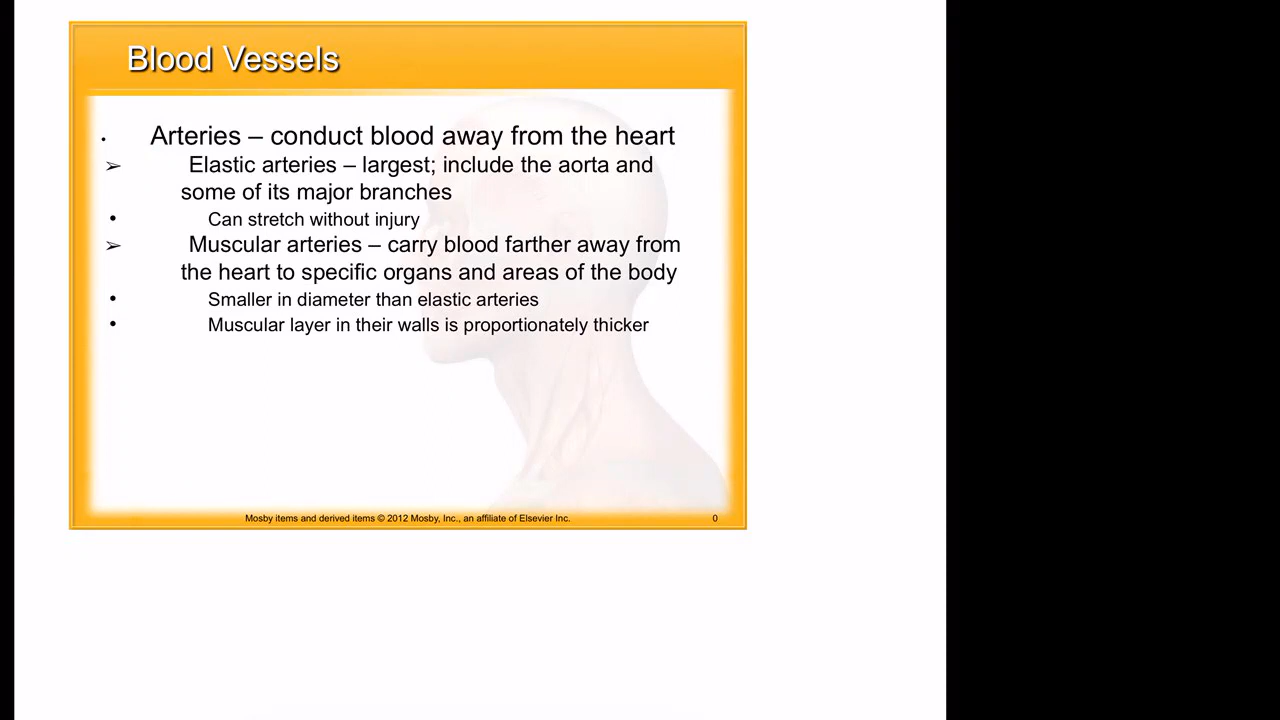 Blood Vessels
• Arteries – conduct blood away from the heart
➢ Elastic arteries – largest; include the aorta and
some of its major branches
• Can stretch without injury
➢ Muscular arteries – carry blood farther away from
the heart to specific organs and areas of the body
• Smaller in diameter than elastic arteries
• Muscular layer in their walls is proportionately thicker
Mosby items and derived items © 2012 Mosby, Inc., an affiliate of Elsevier Inc. 0